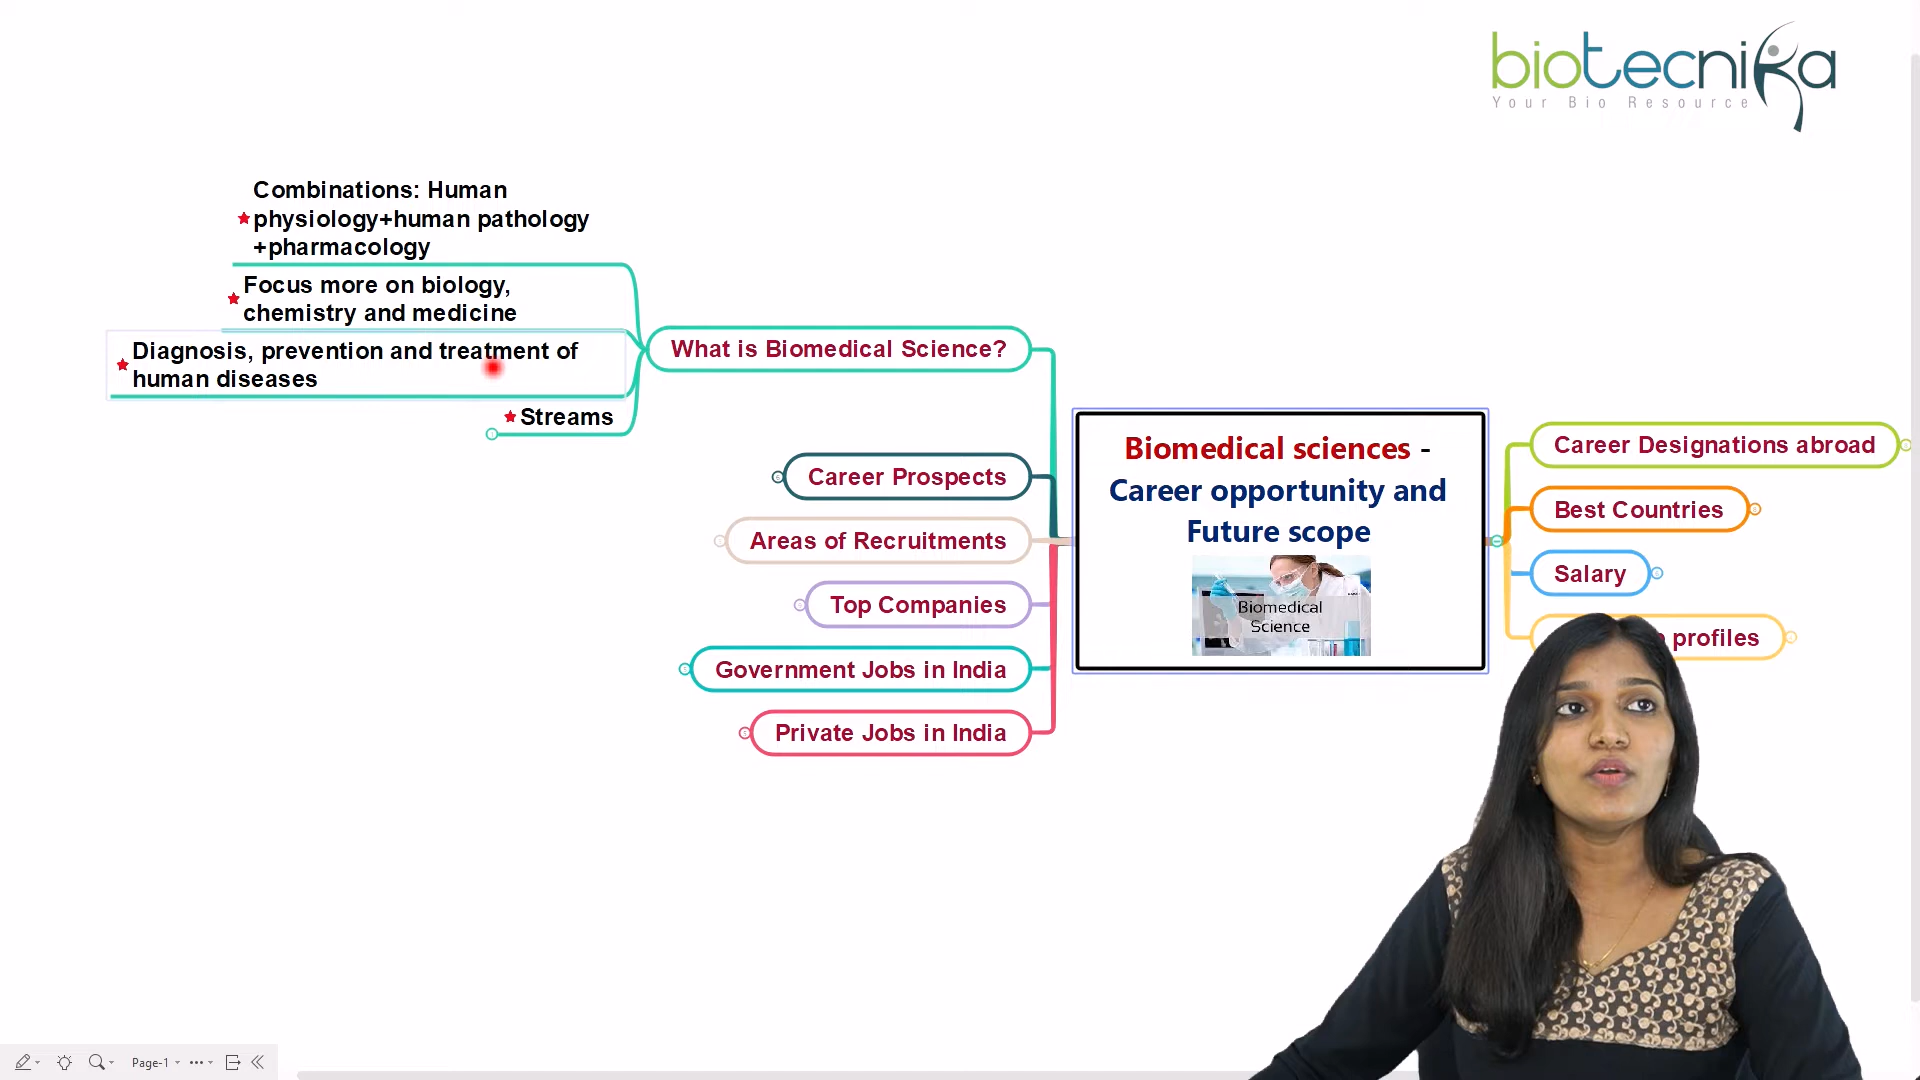 biotecnika
Your Bio Resource
Combinations: Human
physiology+human pathology
+pharmacology
Focus more on biology,
chemistry and medicine
Diagnosis, prevention and treatment of
human diseases
Streams
What is Biomedical Science?
Career Prospects
Areas of Recruitments
Top Companies
Government Jobs in India
Private Jobs in India
Biomedical sciences -
Career opportunity and
Future scope
Biomedical
Science
Career Designations abroad
Best Countries
Salary
profiles
Page-1